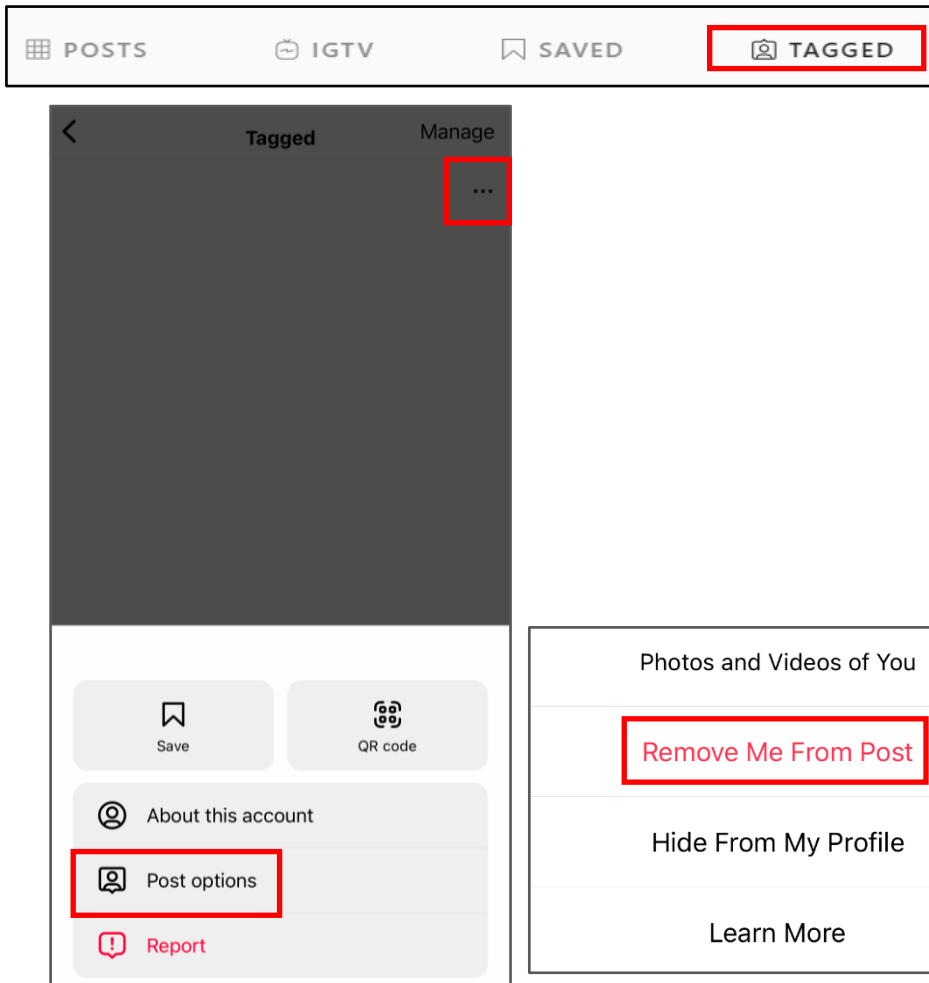 POSTS IGTV SAVED TAGGED
Tagged Manage
...
Save QR code
About this account
Post options
Report
Photos and Videos of You
Remove Me From Post
Hide From My Profile
Learn More